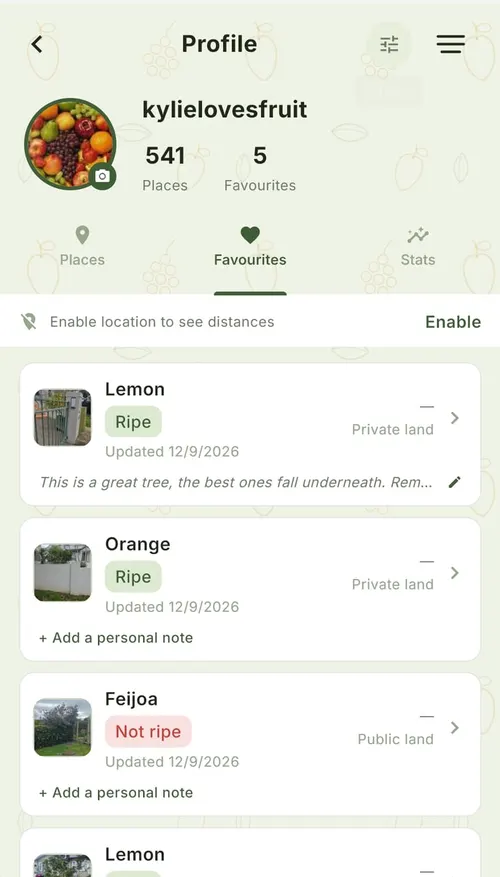 Profile
kylielovesfruit
541
5
Places
Favourites
Places
Favourites
Stats
Enable location to see distances
Enable
Lemon
Ripe
—
Private land
Updated 12/9/2026
This is a great tree, the best ones fall underneath. Rem...
Orange
Ripe
—
Private land
Updated 12/9/2026
+ Add a personal note
Feijoa
Not ripe
—
Public land
Updated 12/9/2026
+ Add a personal note
Lemon
—